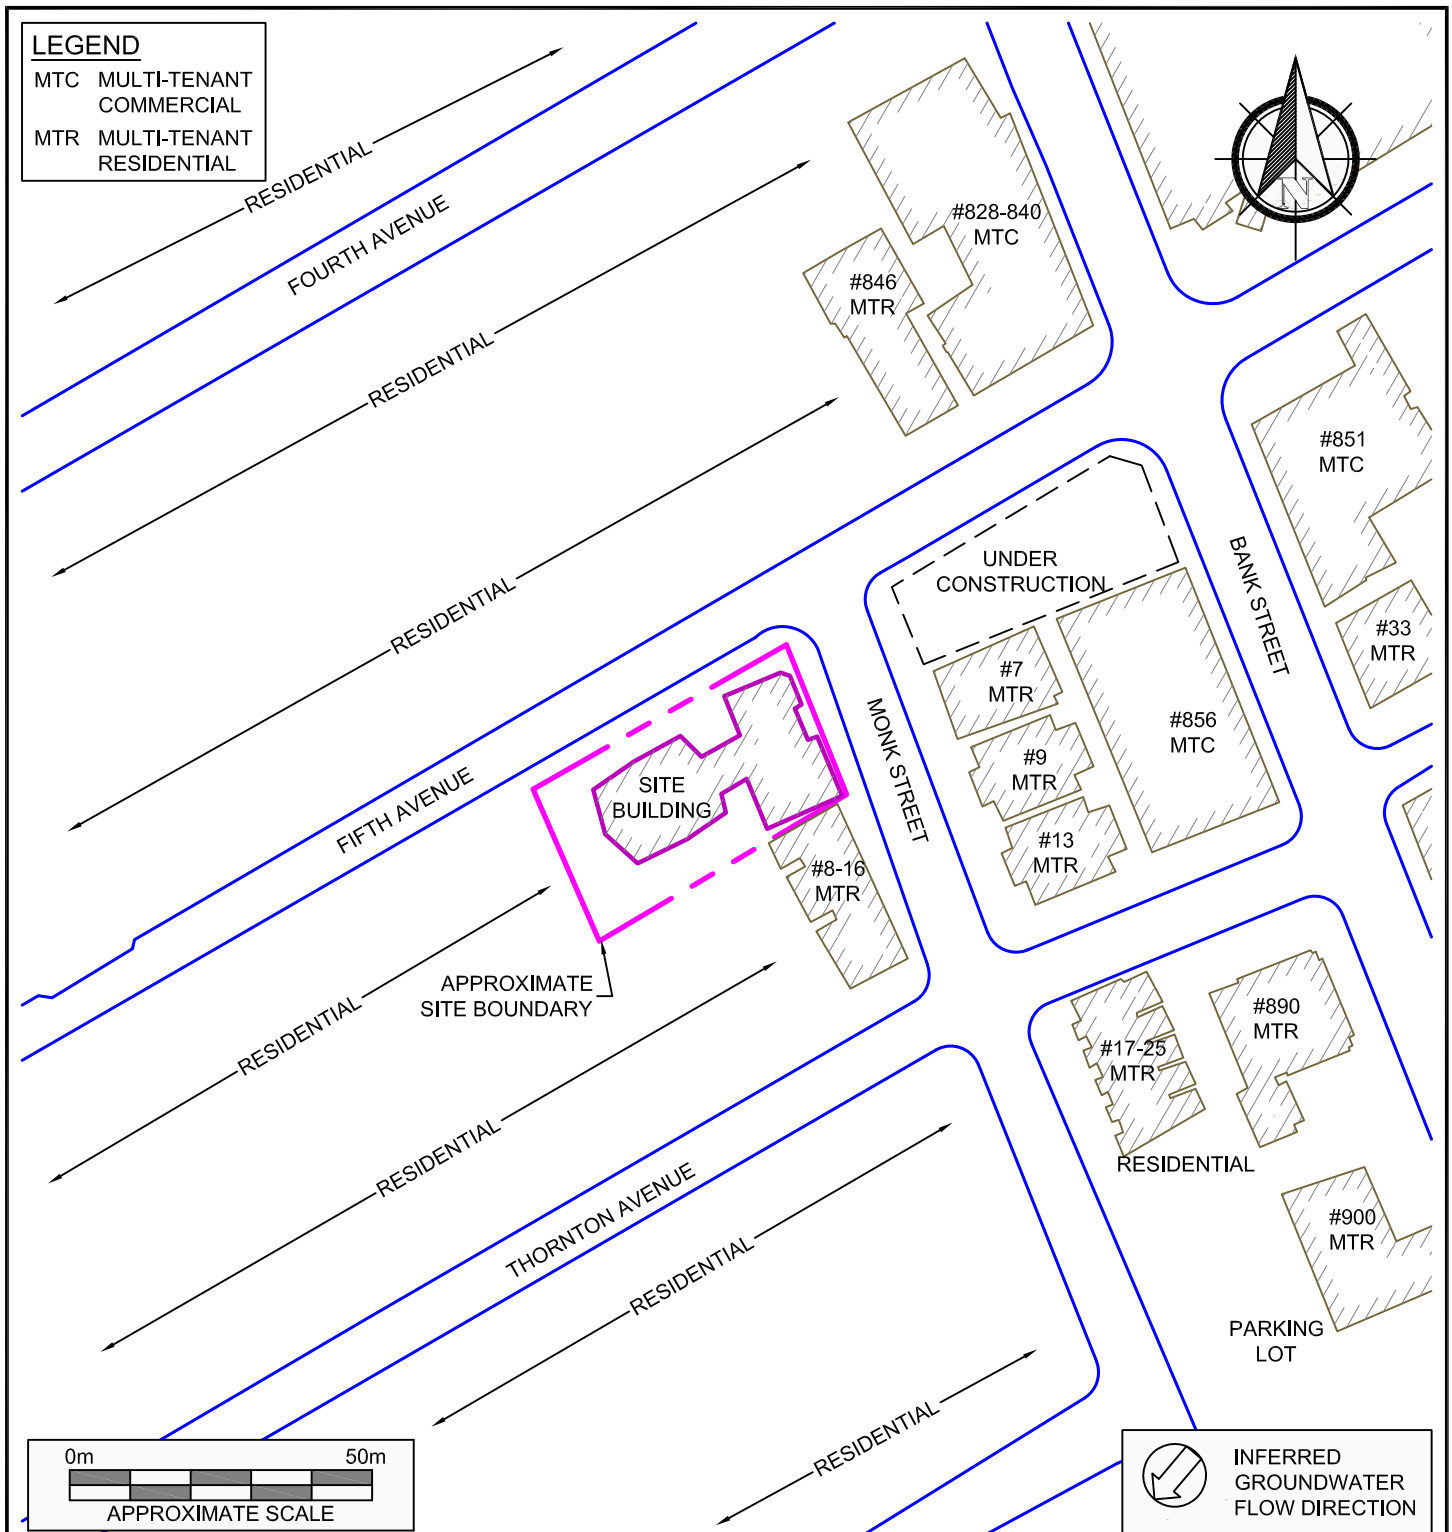 LEGEND
MTC MULTI-TENANT
COMMERCIAL
MTR MULTI-TENANT
RESIDENTIAL
N
RESIDENTIAL
FOURTH AVENUE
#828-840
MTC
#846
MTR
RESIDENTIAL
#851
MTC
UNDER
CONSTRUCTION
BANK STREET
RESIDENTIAL
#33
MTR
#7
MTR
MONK STREET
#856
MTC
#9
MTR
SITE
BUILDING
FIFTH AVENUE
#13
MTR
#8-16
MTR
APPROXIMATE
SITE BOUNDARY
RESIDENTIAL
#890
MTR
#17-25
MTR
RESIDENTIAL
RESIDENTIAL
THORNTON AVENUE
#900
MTR
RESIDENTIAL
PARKING
LOT
RESIDENTIAL
0m 50m
APPROXIMATE SCALE
INFERRED
GROUNDWATER
FLOW DIRECTION